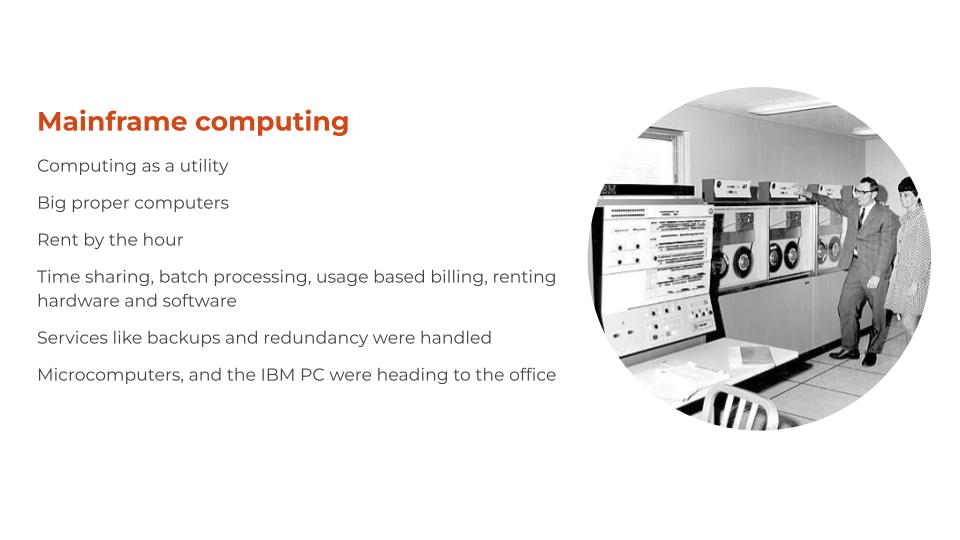 Mainframe computing
Computing as a utility
Big proper computers
Rent by the hour
Time sharing, batch processing, usage based billing, renting
hardware and software
Services like backups and redundancy were handled
Microcomputers, and the IBM PC were heading to the office
IBM